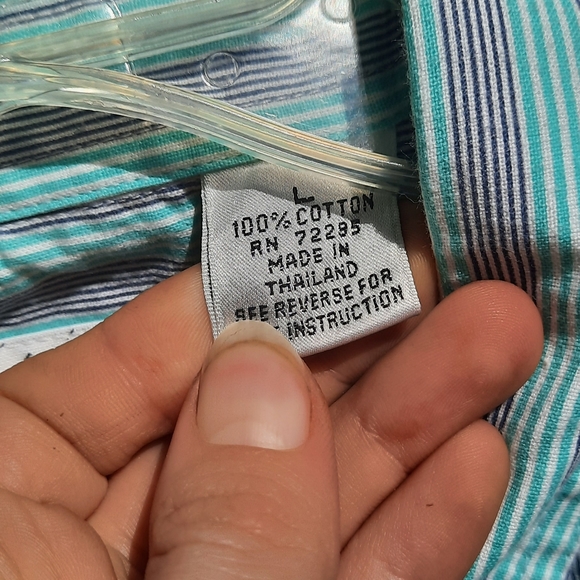 L
100% COTTON
RN 72285
MADE IN
THAILAND
SEE REVERSE FOR
INSTRUCTION